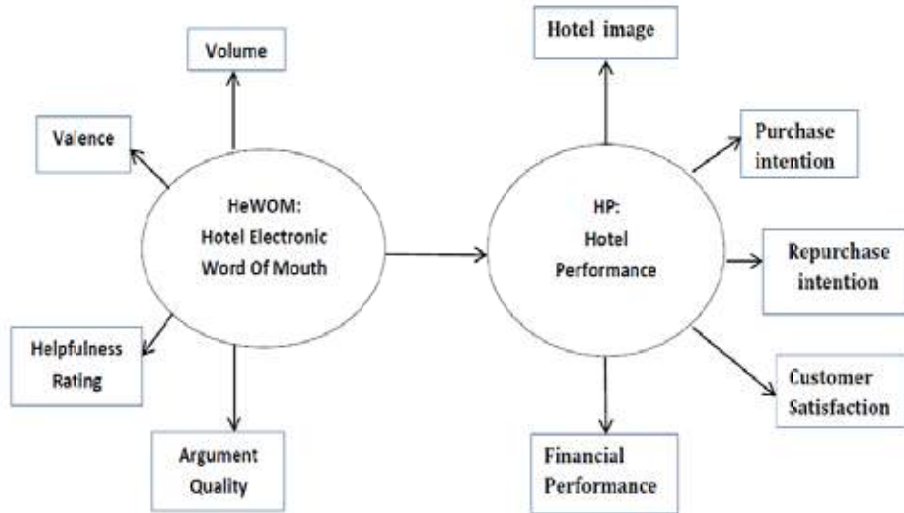 Volume
Valence
HeWOM:
Hotel Electronic
Word Of Mouth
Helpfulness
Rating
Argument
Quality
Hotel image
Purchase
intention
HP:
Hotel
Performance
Repurchase
intention
Customer
Satisfaction
Financial
Performance